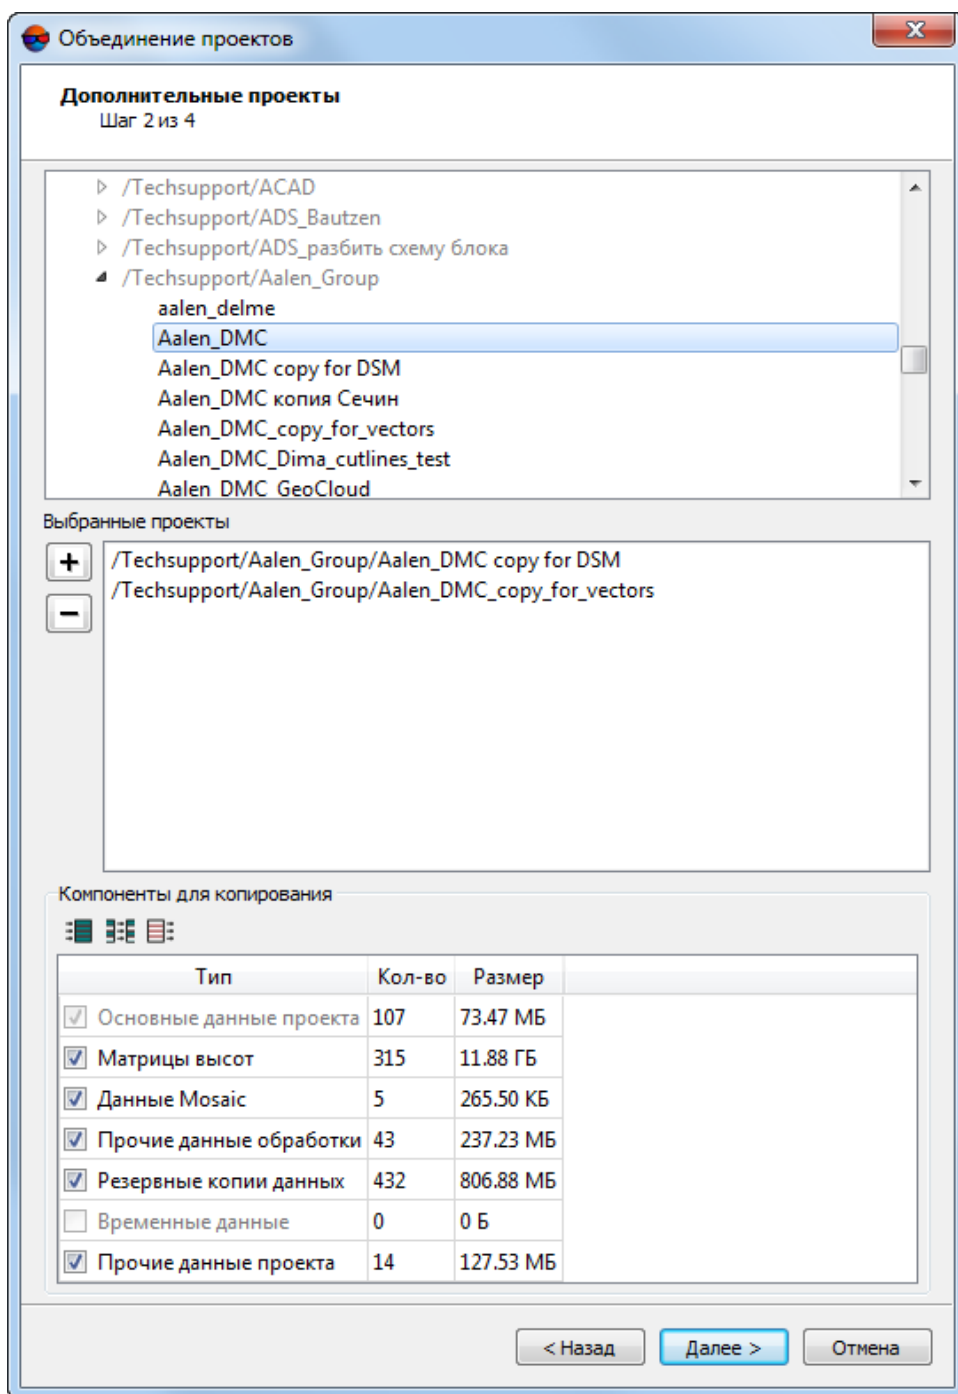 Объединение проектов
Дополнительные проекты
Шаг 2 из 4
/Techsupport/ACAD
/Techsupport/ADS_Bautzen
/Techsupport/ADS_разбить схему блока
/Techsupport/Aalen_Group
aalen_delme
Aalen_DMC
Aalen_DMC copy for DSM
Aalen_DMC копия Сечин
Aalen_DMC_copy_for_vectors
Aalen_DMC_Dima_cutlines_test
Aalen_DMC_GeoCloud
Выбранные проекты
/Techsupport/Aalen_Group/Aalen_DMC copy for DSM
/Techsupport/Aalen_Group/Aalen_DMC_copy_for_vectors
Компоненты для копирования
Тип Кол-во Размер
Основные данные проекта 107 73.47 МБ
Матрицы высот 315 11.88 ГБ
Данные Mosaic 5 265.50 КБ
Прочие данные обработки 43 237.23 МБ
Резервные копии данных 432 806.88 МБ
Временные данные 0 0 Б
Прочие данные проекта 14 127.53 МБ
< Назад Далее > Отмена